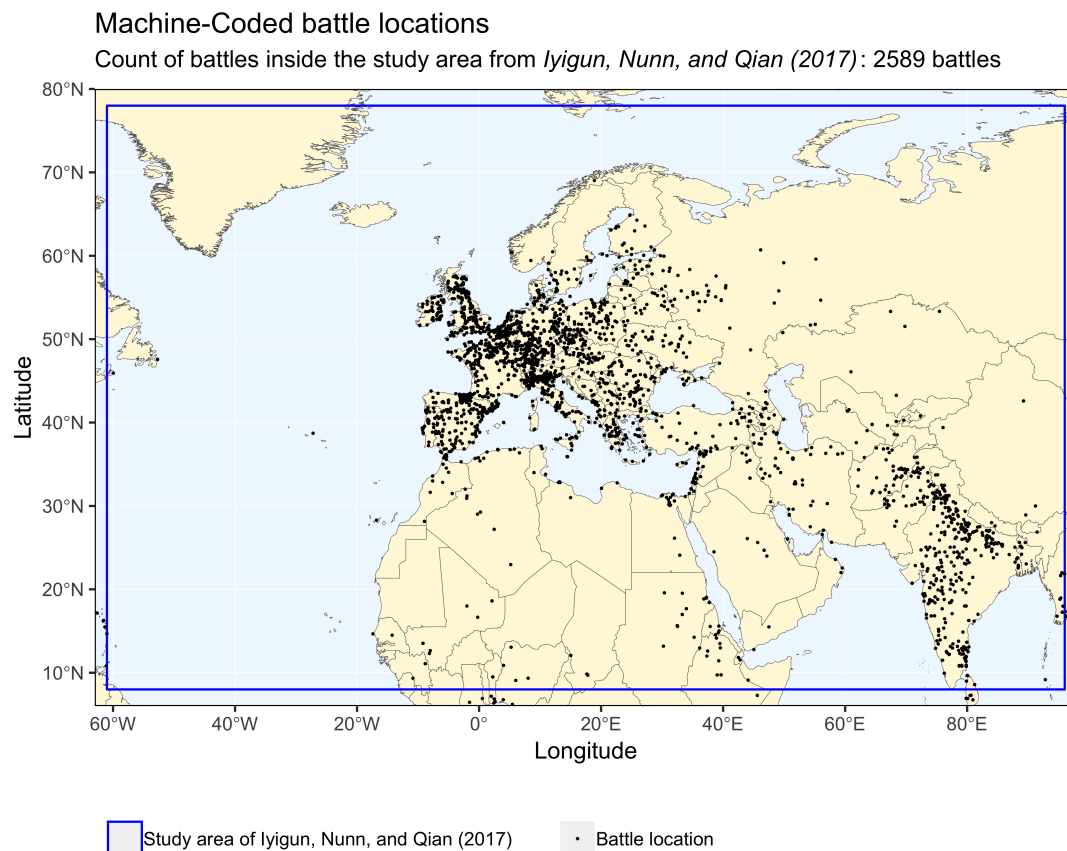 Machine-Coded battle locations
Count of battles inside the study area from Iyigun, Nunn, and Qian (2017): 2589 battles
80°N
70°N
60°N
50°N
40°N
30°N
20°N
10°N
Latitude
60°W 40°W 20°W 0° 20°E 40°E 60°E 80°E
Longitude
Study area of Iyigun, Nunn, and Qian (2017) Battle location